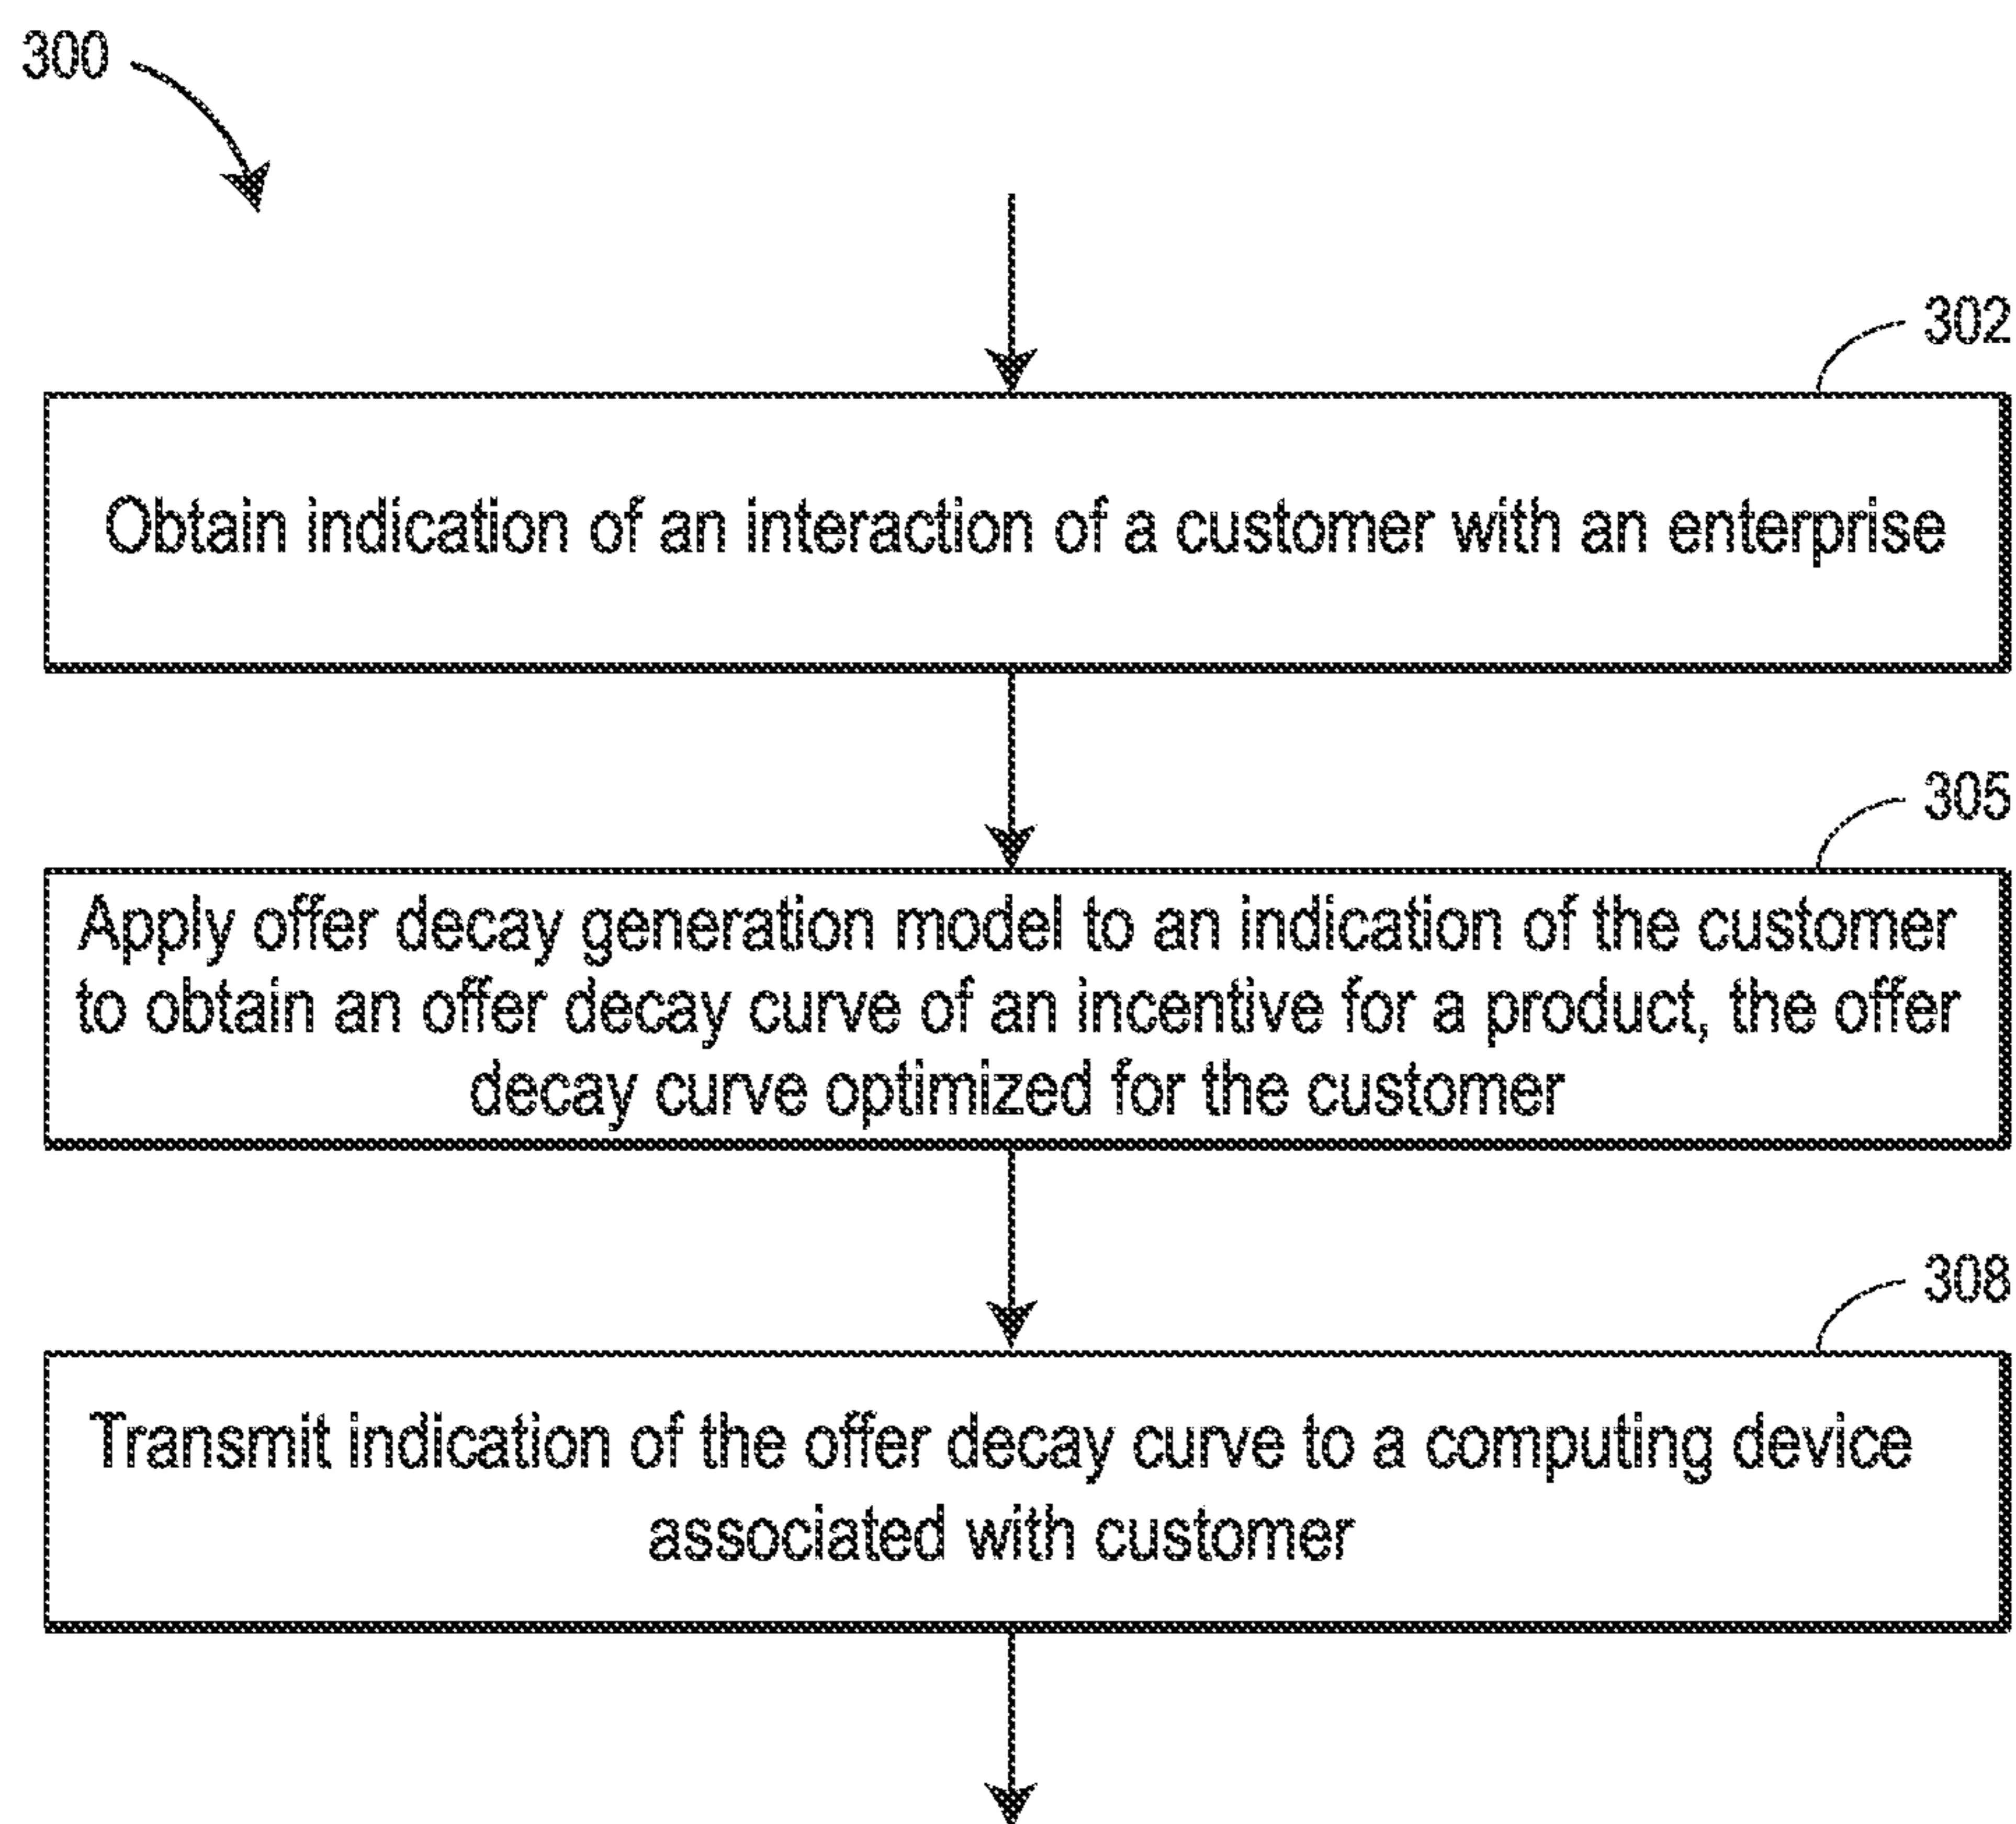 300
302
Obtain indication of an interaction of a customer with an enterprise
305
Apply offer decay generation model to an indication of the customer
to obtain an offer decay curve of an incentive for a product, the offer
decay curve optimized for the customer
308
Transmit indication of the offer decay curve to a computing device
associated with customer